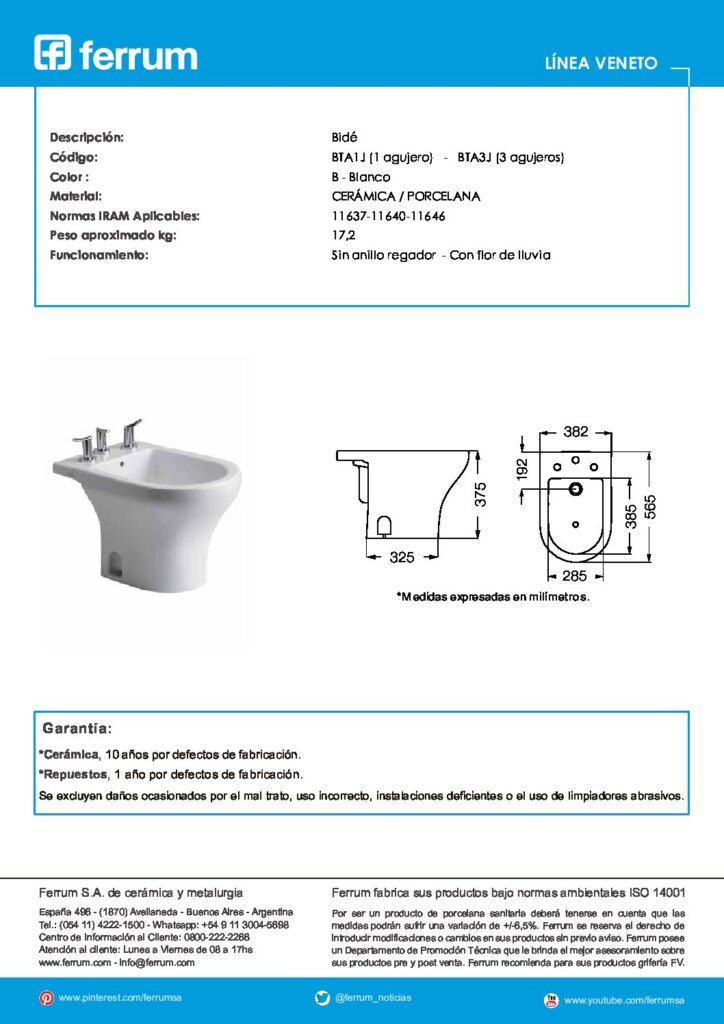 ferrum
LÍNEA VENETO
Descripción: Bidé
Código: BTA1J (1 agujero) - BTA3J (3 agujeros)
Color : B - Blanco
Material: CERÁMICA / PORCELANA
Normas IRAM Aplicables: 11637-11640-11646
Peso aproximado kg: 17,2
Funcionamiento: Sin anillo regador - Con flor de lluvia
382
192
375
385
565
325
285
*Medidas expresadas en milímetros.
Garantía:
*Cerámica, 10 años por defectos de fabricación.
*Repuestos, 1 año por defectos de fabricación.
Se excluyen daños ocasionados por el mal trato, uso incorrecto, instalaciones deficientes o el uso de limpiadores abrasivos.
Ferrum S.A. de cerámica y metalurgia
España 496 - (1870) Avellaneda - Buenos Aires - Argentina
Tel.: (054 11) 4222-1500 - Whatsapp: +54 9 11 3004-5698
Centro de Información al Cliente: 0800-222-2266
Atención al cliente: Lunes a Viernes de 08 a 17hs
www.ferrum.com - info@ferrum.com
Ferrum fabrica sus productos bajo normas ambientales ISO 14001
Por ser un producto de porcelana sanitaria deberá tenerse en cuenta que las
medidas podrán sufrir una variación de +/-6,5%. Ferrum se reserva el derecho de
introducir modificaciones o cambios en sus productos sin previo aviso. Ferrum posee
un Departamento de Promoción Técnica que le brinda el mejor asesoramiento sobre
sus productos pre y post venta. Ferrum recomienda para sus productos grifería FV.
www.pinterest.com/ferrumsa
@ferrum_noticias
www.youtube.com/ferrumsa